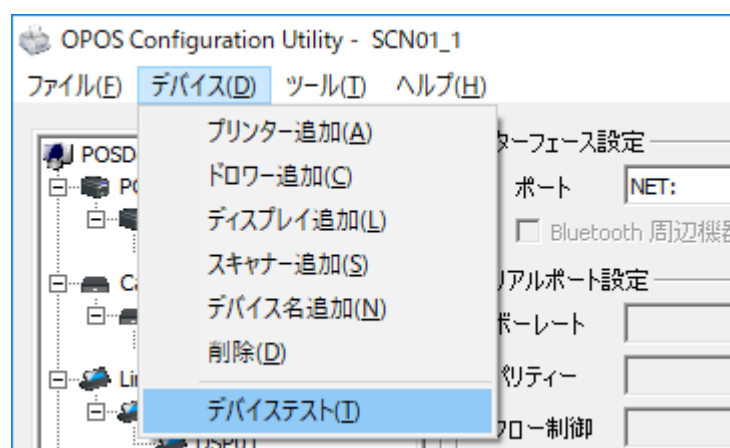 OPOS Configuration Utility - SCN01_1
ファイル(F) デバイス(D) ツール(T) ヘルプ(H)
プリンター追加(A)
ドロワー追加(C)
ディスプレイ追加(L)
スキャナー追加(S)
デバイス名追加(N)
削除(D)
デバイステスト(T)
POSD
ターフェース設定
ポート NET:
Bluetooth 周辺機
リアルポート設定
ボーレート
パリティー
フロー制御